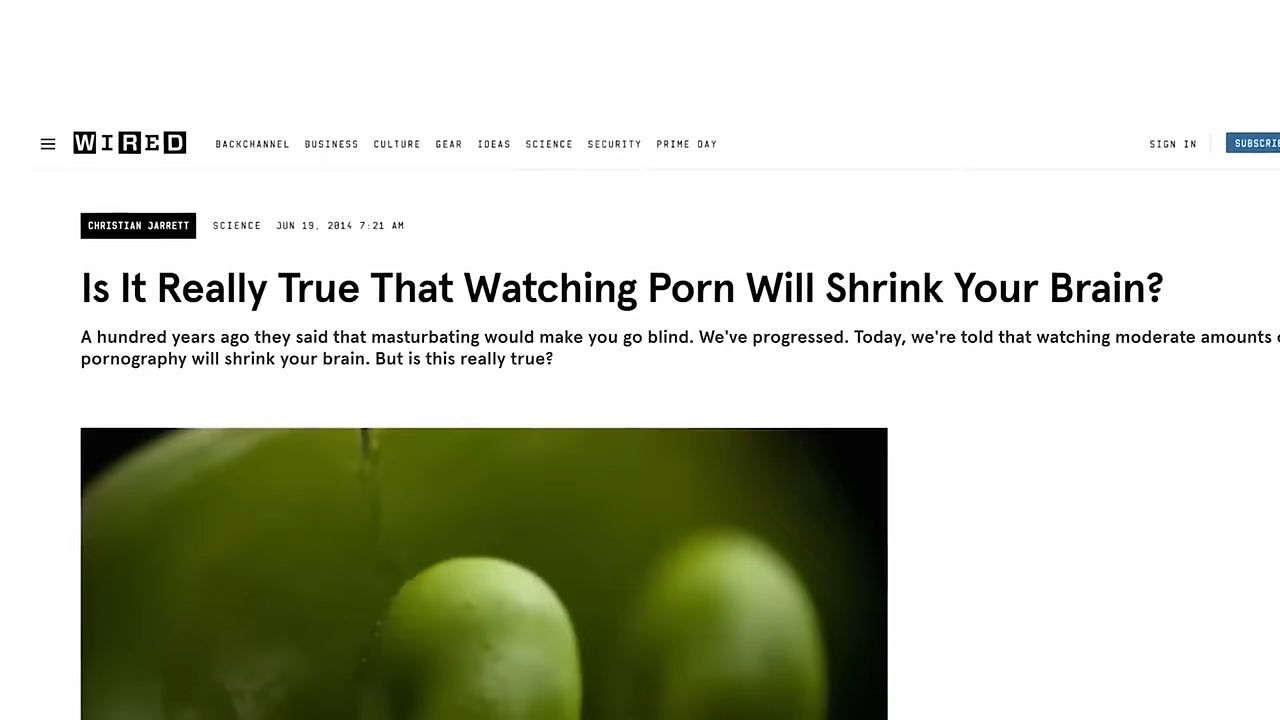 WIRED BACKCHANNEL BUSINESS CULTURE GEAR IDEAS SCIENCE SECURITY PRIME DAY SIGN IN
CHRISTIAN JARRETT SCIENCE JUN 19, 2014 7:21 AM
Is It Really True That Watching Porn Will Shrink Your Brain?
A hundred years ago they said that masturbating would make you go blind. We've progressed. Today, we're told that watching moderate amounts
pornography will shrink your brain. But is this really true?